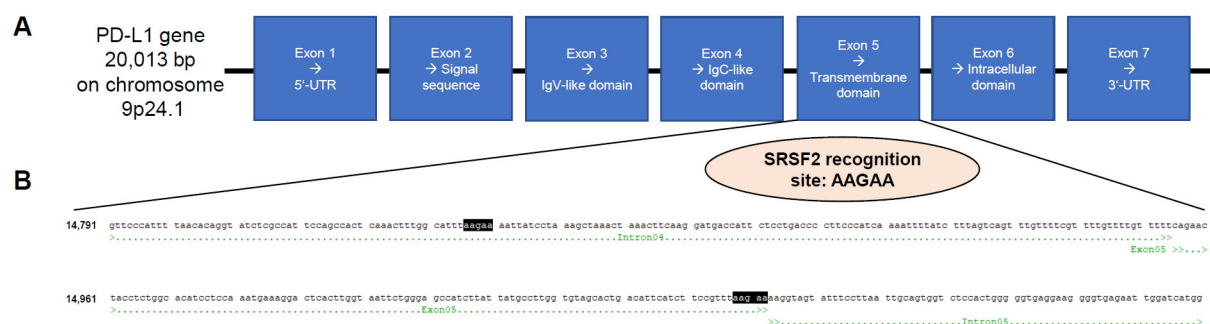 A
PD-L1 gene
20,013 bp
on chromosome
9p24.1
Exon 1
→
5'-UTR
Exon 2
→ Signal
sequence
Exon 3
→
IgV-like domain
Exon 4
→ IgC-like
domain
Exon 5
→
Transmembrane
domain
Exon 6
→ Intracellular
domain
Exon 7
→
3'-UTR
SRSF2 recognition
site: AAGAA
B
14,791 gttcccattt taacacaggt atctcgccat tccagccact caaactttgg catttaagaa aattatccta aagctaaact aaacttcaag gatgaccatt ctcctgaccc cttcccatca aaattttatc tttagtcagt ttgttttcgt tttgttttgt ttttcagaac
>>...Intron04...>>
Exon05 >>...>
14,961 tacctctggc acatcctcca aatgaaagga ctcacttggt aattctggga gccatcttat tatgccttgg tgtagcactg acattcatct tccgtttaag aaaaggtagt atttccttaa ttgcagtggt ctccactggg ggtgaggaag gggtgagaat tggatcatgg
>...Exon05...>>
>>...Intron05...>